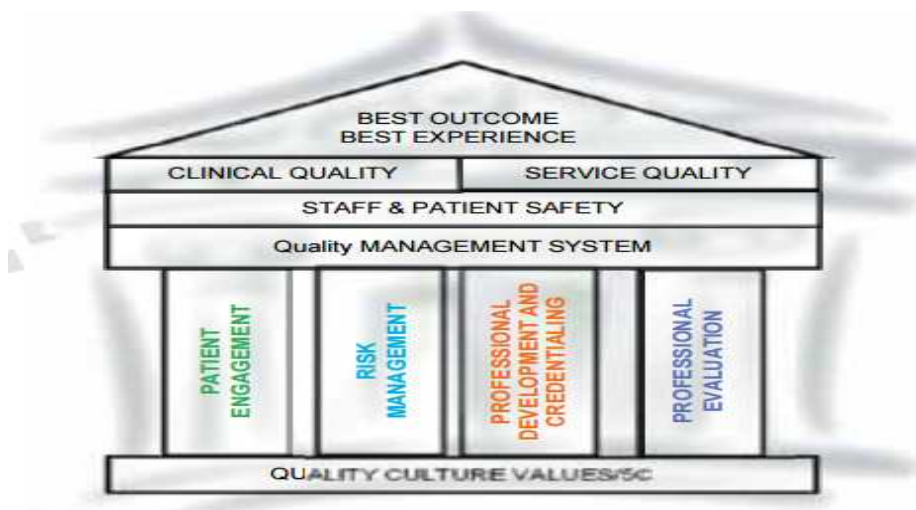 BEST OUTCOME
BEST EXPERIENCE
CLINICAL QUALITY
SERVICE QUALITY
STAFF & PATIENT SAFETY
Quality MANAGEMENT SYSTEM
PATIENT
ENGAGEMENT
RISK
MANAGEMENT
PROFESSIONAL
DEVELOPMENT AND
CREDENTIALING
PROFESSIONAL
EVALUATION
QUALITY CULTURE VALUES/5C